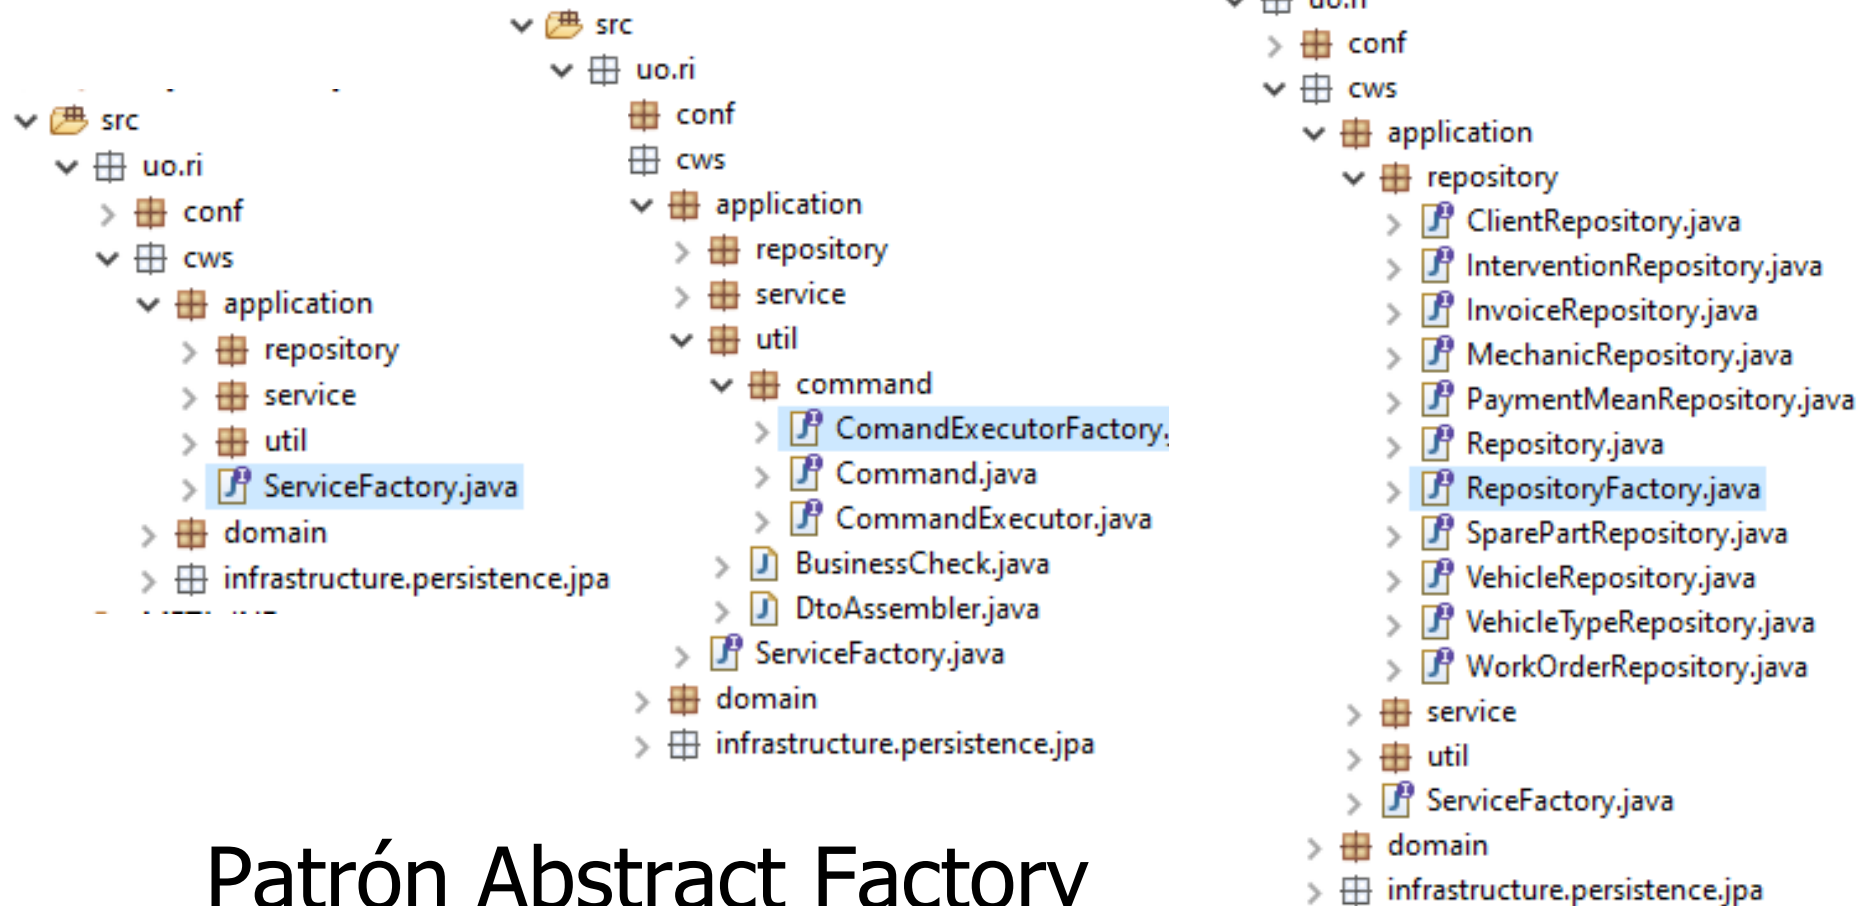 src
uo.ri
conf
cws
application
repository
service
util
ServiceFactory.java
domain
infrastructure.persistence.jpa
src
uo.ri
conf
cws
application
repository
service
util
command
ComandExecutorFactory.
Command.java
CommandExecutor.java
BusinessCheck.java
DtoAssembler.java
ServiceFactory.java
domain
infrastructure.persistence.jpa
uo.ri
conf
cws
application
repository
ClientRepository.java
InterventionRepository.java
InvoiceRepository.java
MechanicRepository.java
PaymentMeanRepository.java
Repository.java
RepositoryFactory.java
SparePartRepository.java
VehicleRepository.java
VehicleTypeRepository.java
WorkOrderRepository.java
service
util
ServiceFactory.java
domain
infrastructure.persistence.jpa
Patrón Abstract Factory